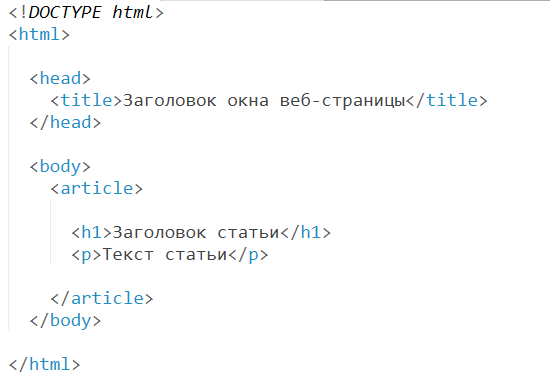 <!DOCTYPE html>
<html>
<head>
<title>Заголовок окна веб-страницы</title>
</head>
<body>
<article>
<h1>Заголовок статьи</h1>
<p>Текст статьи</p>
</article>
</body>
</html>